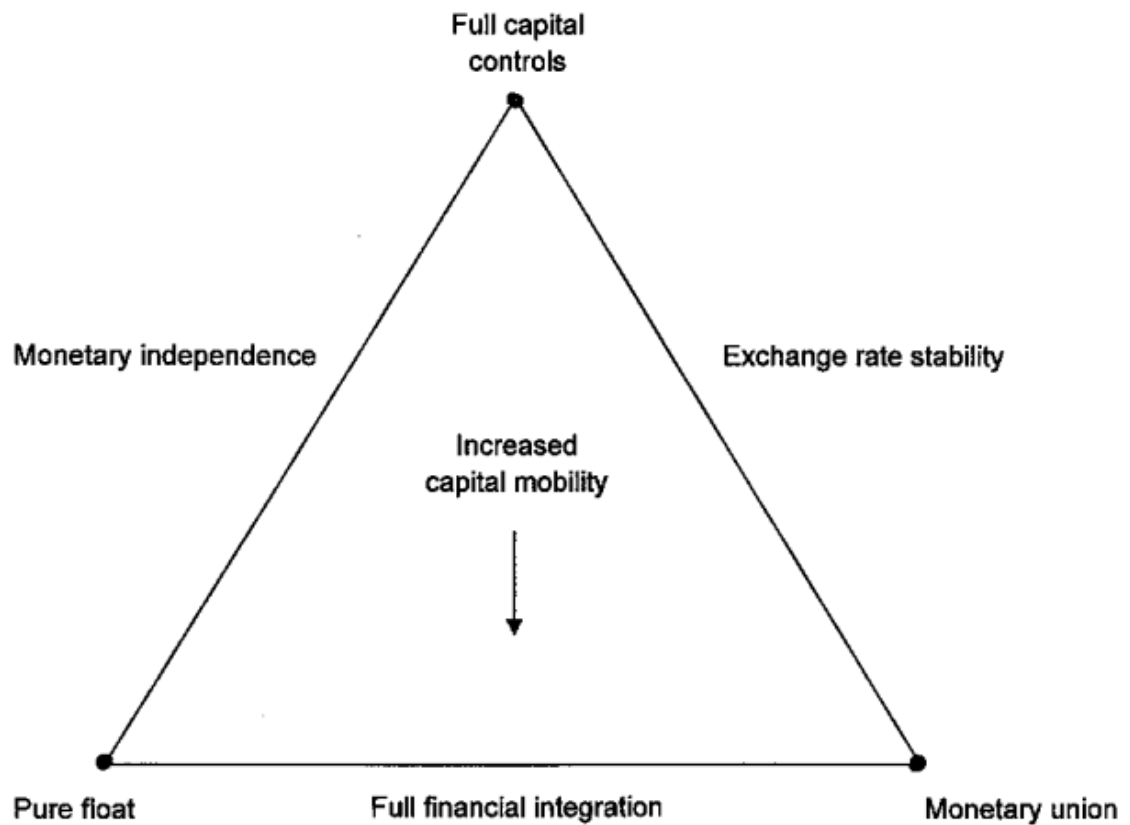 Full capital
controls
Monetary independence
Exchange rate stability
Increased
capital mobility
Pure float
Full financial integration
Monetary union